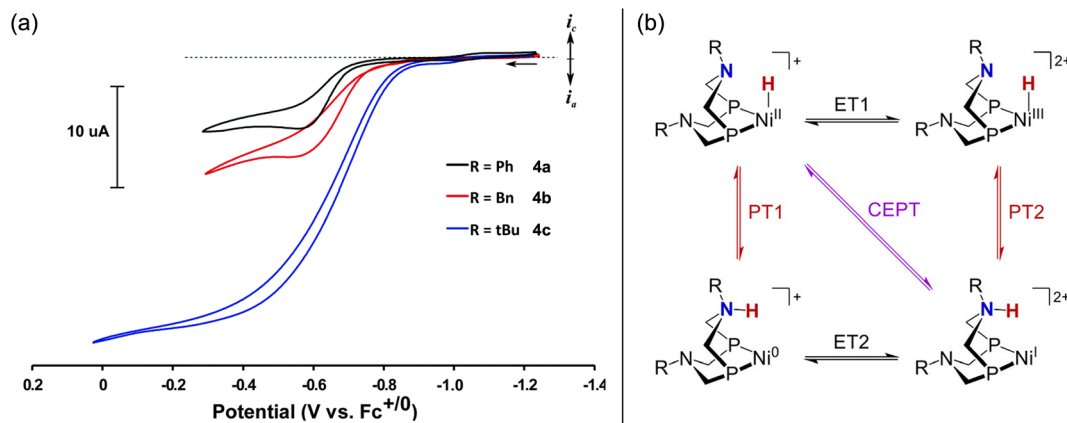 (a)
i_c
i_a
10 uA
R = Ph 4a
R = Bn 4b
R = tBu 4c
0.2 0 -0.2 -0.4 -0.6 -0.8 -1.0 -1.2 -1.4
Potential (V vs. Fc^{+/0})
(b)
R
N
H
P
P
Ni^{II}
R
N
+
ET1
R
N
H
P
P
Ni^{III}
R
N
2+
PT1
CEPT
PT2
R
N-H
P
P
Ni^0
R
N
+
ET2
R
N-H
P
P
Ni^I
R
N
2+